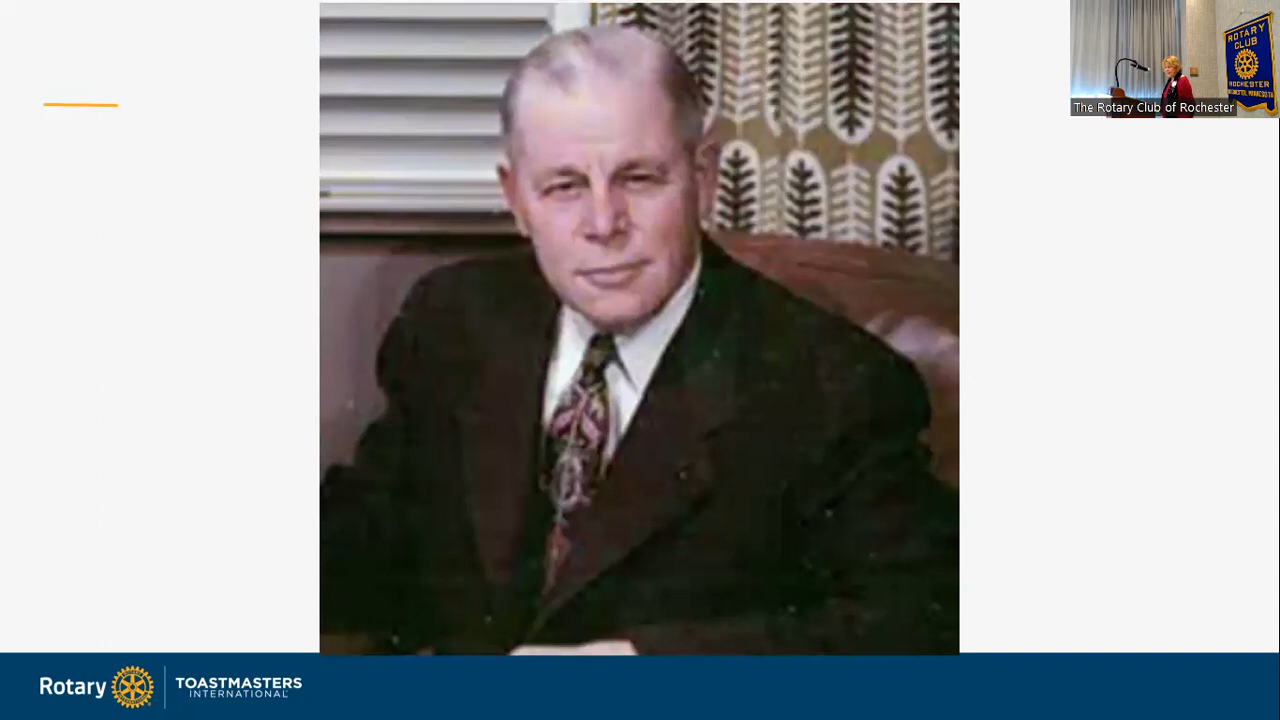 ROTARY
CLUB
ROCHESTER
The Rotary Club of Rochester
Rotary
TOASTMASTERS
INTERNATIONAL